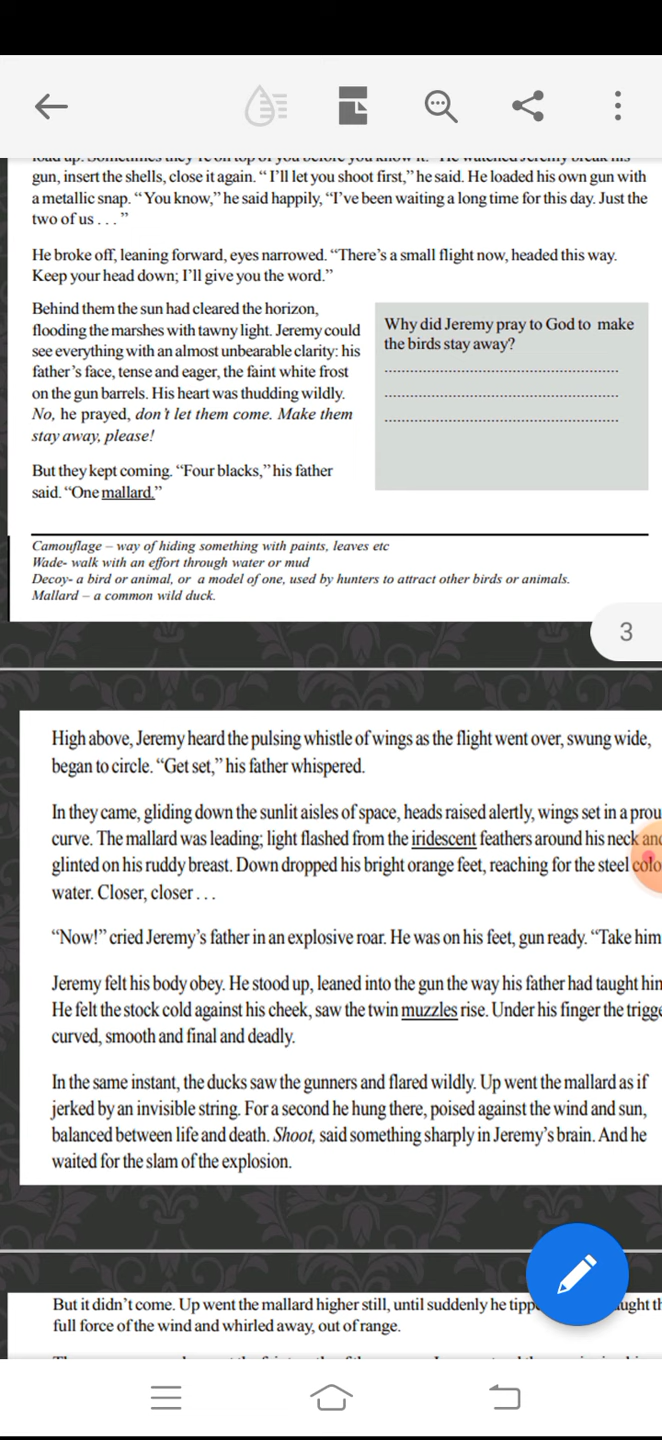 gun, insert the shells, close it again. “ I’ll let you shoot first,” he said. He loaded his own gun with
a metallic snap. “You know,” he said happily, “I’ve been waiting a long time for this day. Just the
two of us . . . ”
He broke off, leaning forward, eyes narrowed. “There’s a small flight now, headed this way.
Keep your head down; I’ll give you the word.”
Behind them the sun had cleared the horizon,
flooding the marshes with tawny light. Jeremy could
see everything with an almost unbearable clarity: his
father’s face, tense and eager, the faint white frost
on the gun barrels. His heart was thudding wildly.
No, he prayed, don’t let them come. Make them
stay away, please!
But they kept coming. “Four blacks,” his father
said. “One mallard.”
Why did Jeremy pray to God to make
the birds stay away?
Camouflage – way of hiding something with paints, leaves etc
Wade- walk with an effort through water or mud
Decoy- a bird or animal, or a model of one, used by hunters to attract other birds or animals.
Mallard – a common wild duck.
3
High above, Jeremy heard the pulsing whistle of wings as the flight went over, swung wide,
began to circle. “Get set,” his father whispered.
In they came, gliding down the sunlit aisles of space, heads raised alertly, wings set in a prou
curve. The mallard was leading; light flashed from the iridescent feathers around his neck and
glinted on his ruddy breast. Down dropped his bright orange feet, reaching for the steel colo
water. Closer, closer . . .
“Now!” cried Jeremy’s father in an explosive roar. He was on his feet, gun ready. “Take him
Jeremy felt his body obey. He stood up, leaned into the gun the way his father had taught him
He felt the stock cold against his cheek, saw the twin muzzles rise. Under his finger the trigge
curved, smooth and final and deadly.
In the same instant, the ducks saw the gunners and flared wildly. Up went the mallard as if
jerked by an invisible string. For a second he hung there, poised against the wind and sun,
balanced between life and death. Shoot, said something sharply in Jeremy’s brain. And he
waited for the slam of the explosion.
But it didn’t come. Up went the mallard higher still, until suddenly he tipp ught th
full force of the wind and whirled away, out of range.